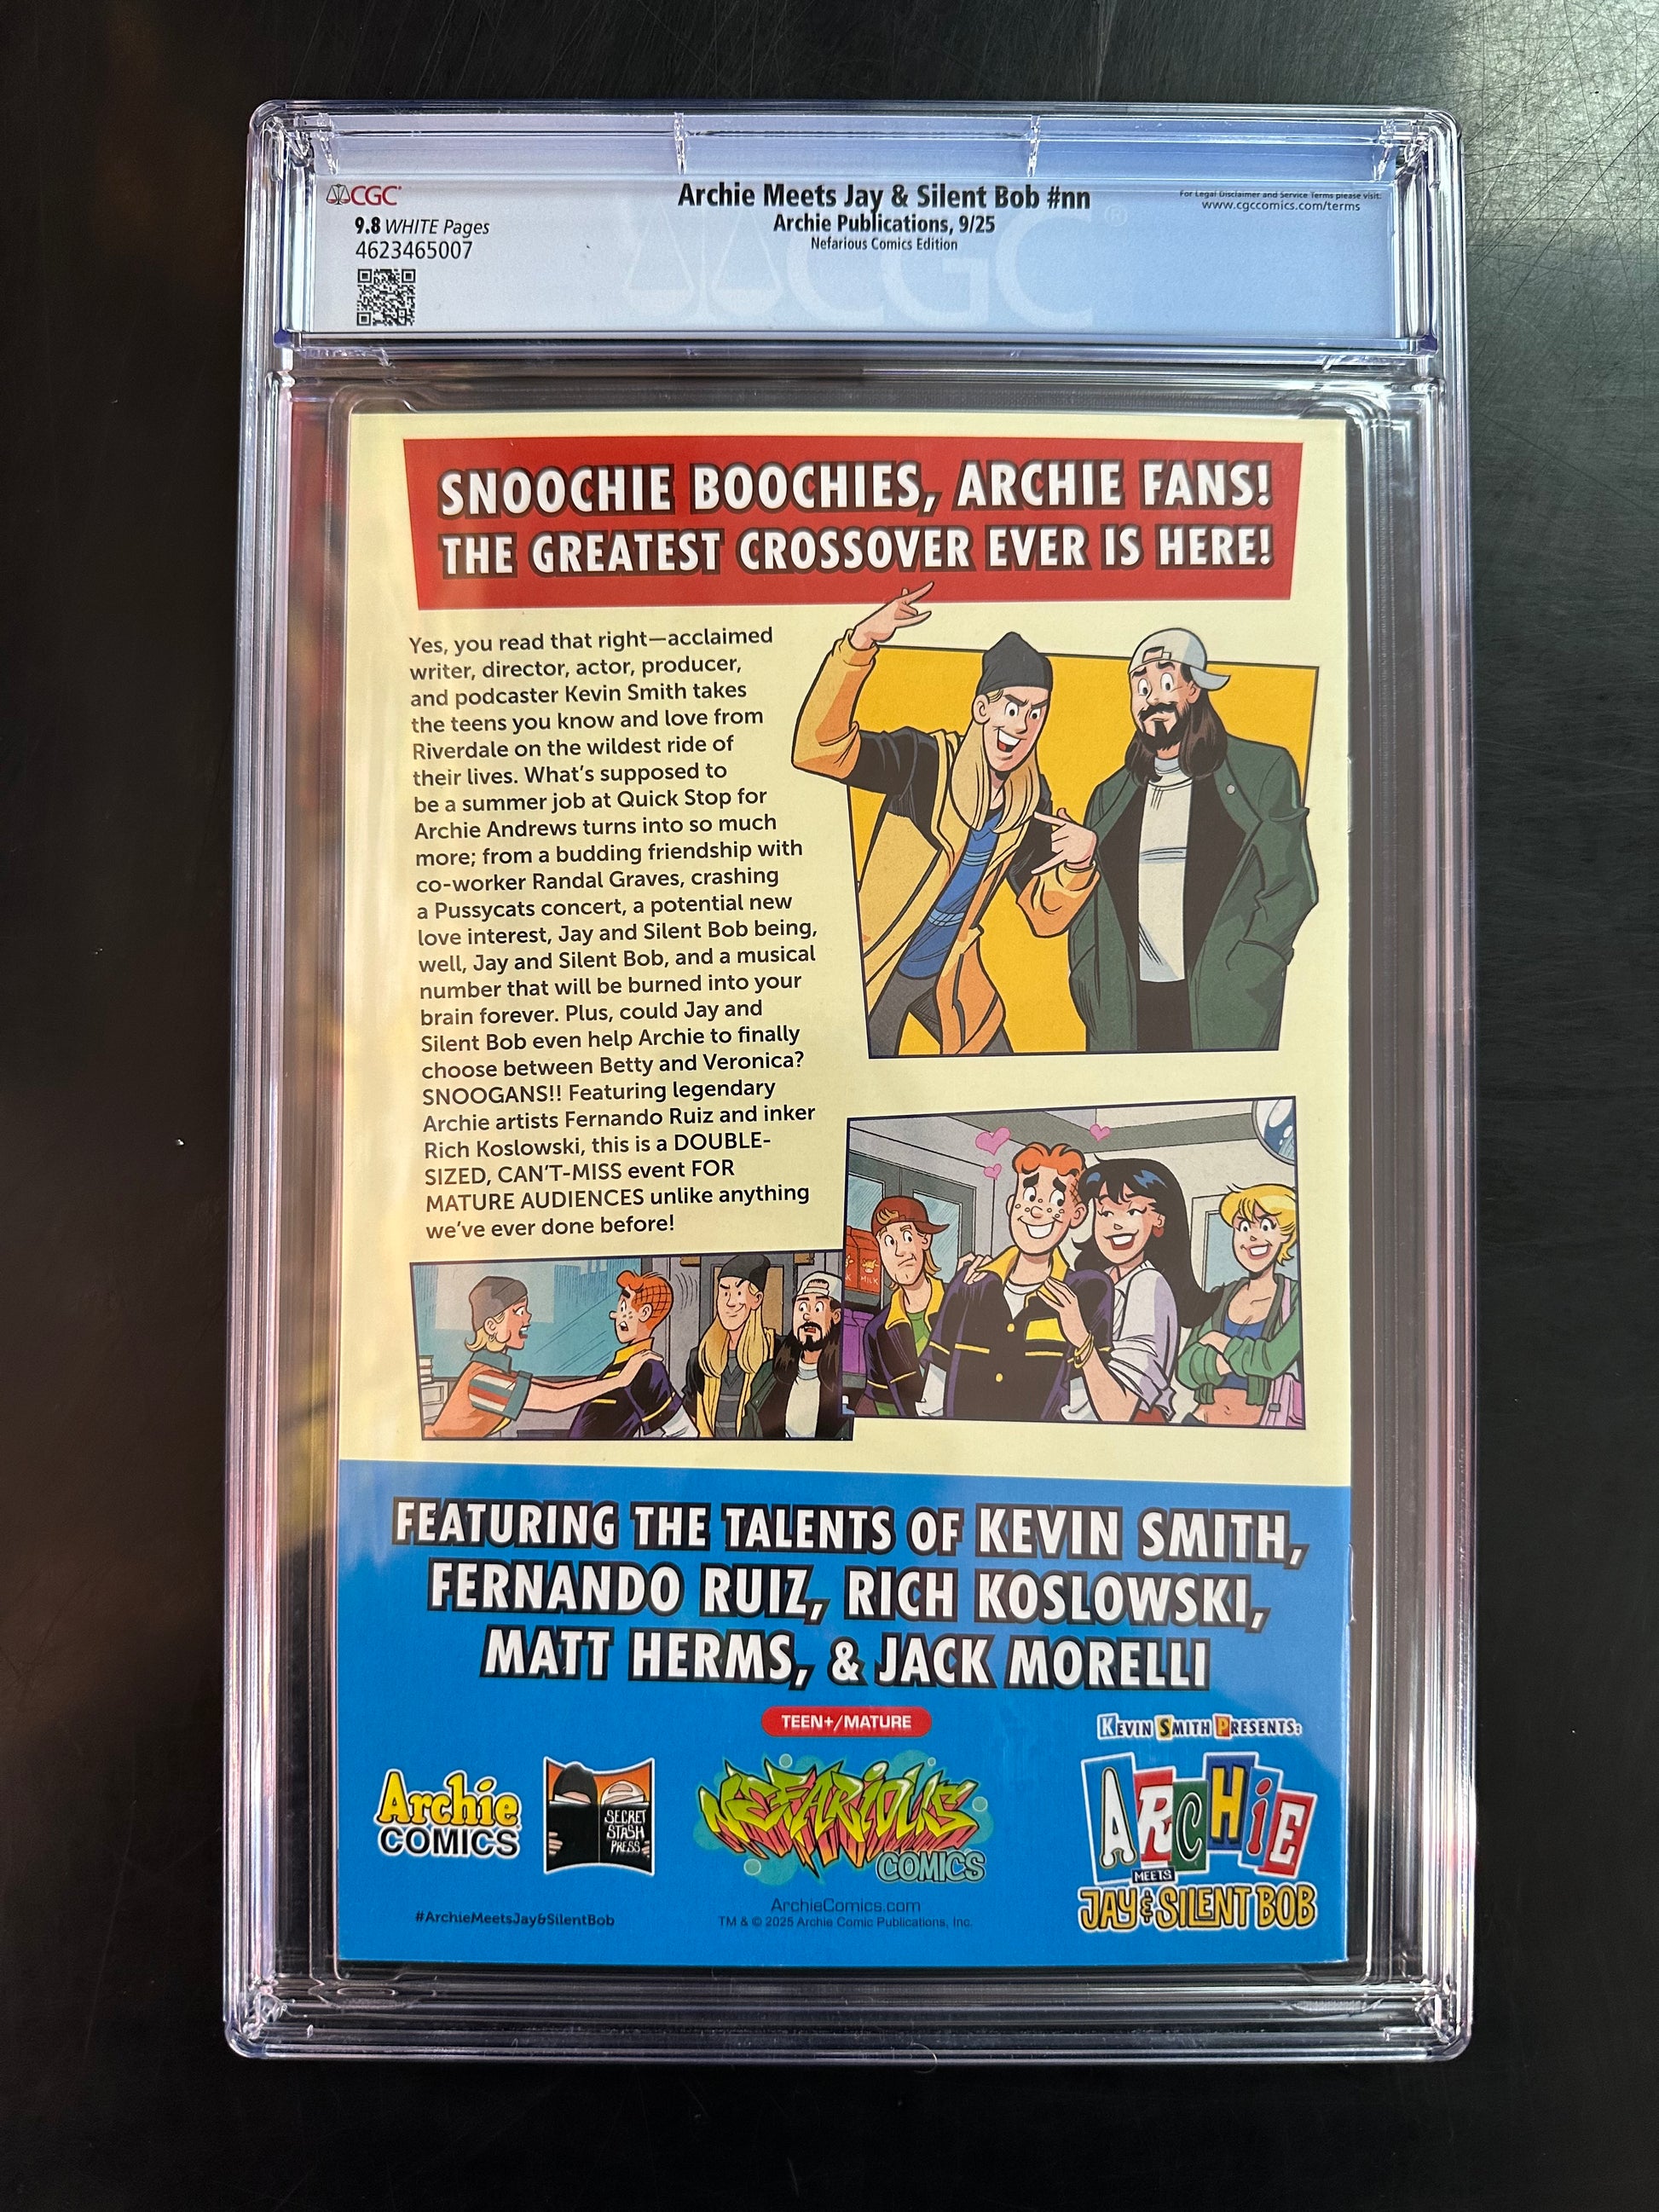 CGC
9.8 WHITE Pages
4623465007
Archie Meets Jay & Silent Bob #nn
Archie Publications, 9/25
Nefarious Comics Edition
For Legal Disclaimer and Service Terms please visit:
www.cgccomics.com/terms
CGC®
SNOOCHIE BOOCHIES, ARCHIE FANS!
THE GREATEST CROSSOVER EVER IS HERE!
Yes, you read that right—acclaimed
writer, director, actor, producer,
and podcaster Kevin Smith takes
the teens you know and love from
Riverdale on the wildest ride of
their lives. What's supposed to
be a summer job at Quick Stop for
Archie Andrews turns into so much
more; from a budding friendship with
co-worker Randal Graves, crashing
a Pussycats concert, a potential new
love interest, Jay and Silent Bob being,
well, Jay and Silent Bob, and a musical
number that will be burned into your
brain forever. Plus, could Jay and
Silent Bob even help Archie to finally
choose between Betty and Veronica?
SNOOGANS!! Featuring legendary
Archie artists Fernando Ruiz and inker
Rich Koslowski, this is a DOUBLE-
SIZED, CAN'T-MISS event FOR
MATURE AUDIENCES unlike anything
we've ever done before!
MILK
FEATURING THE TALENTS OF KEVIN SMITH,
FERNANDO RUIZ, RICH KOSLOWSKI,
MATT HERMS, & JACK MORELLI
TEEN+/MATURE
Archie
COMICS
SECRET
STASH
PRESS
NEFARIOUS
COMICS
KEVIN SMITH PRESENTS:
ARCHIE
MEETS
JAY & SILENT BOB
#ArchieMeetsJay&SilentBob
ArchieComics.com
TM & © 2025 Archie Comic Publications, Inc.